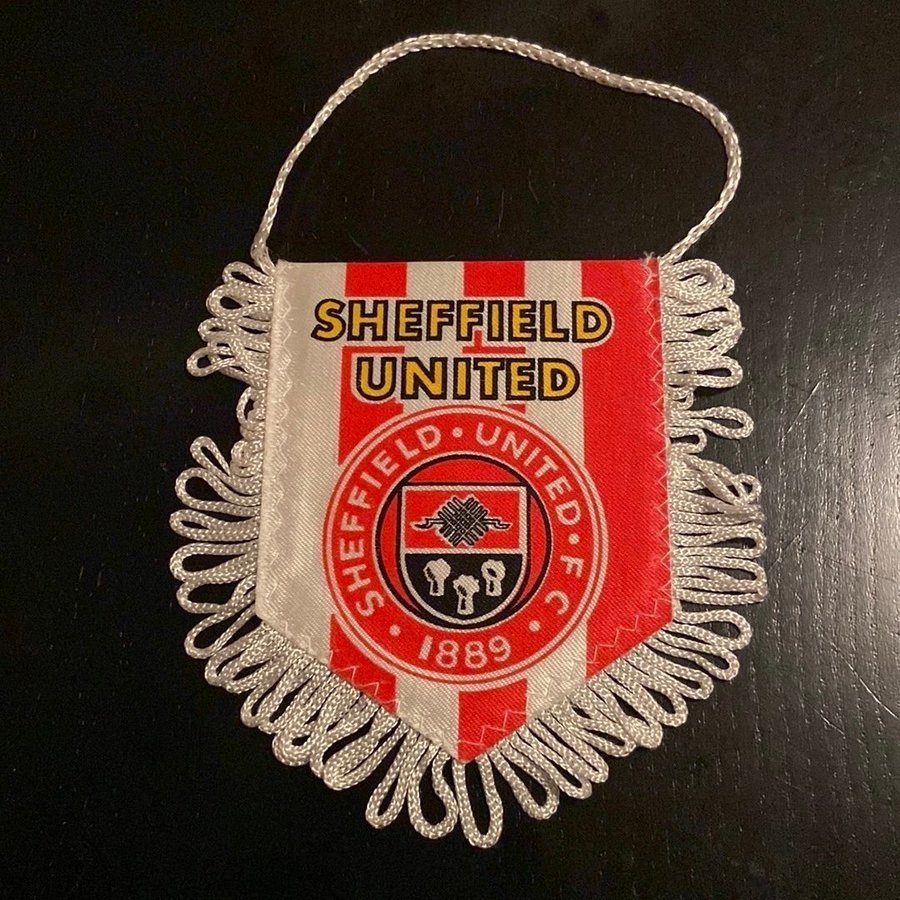 SHEFFIELD
UNITED
SHEFFIELD • UNITED • F C •
• 1889